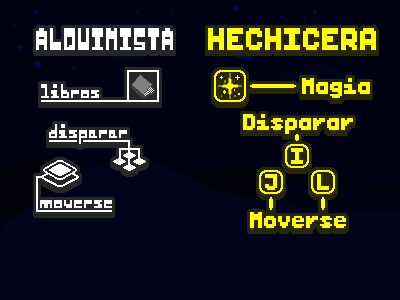 ALQUIMISTA
libros
disparar
moverse
HECHICERA
Magia
Disparar
I
J L
Moverse